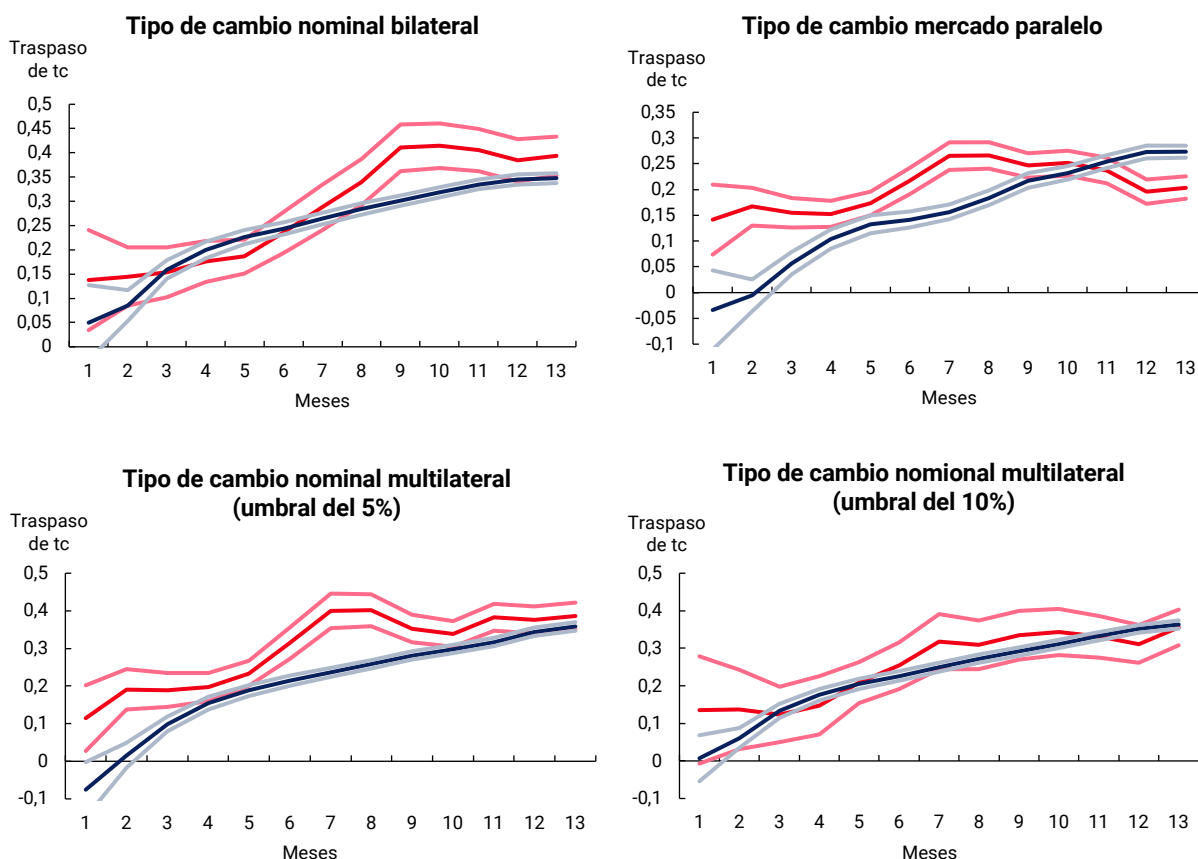 Tipo de cambio nominal bilateral
Traspaso
de tc
0,5
0,45
0,4
0,35
0,3
0,25
0,2
0,15
0,1
0,05
0
1 2 3 4 5 6 7 8 9 10 11 12 13
Meses
Tipo de cambio mercado paralelo
Traspaso
de tc
0,35
0,3
0,25
0,2
0,15
0,1
0,05
0
-0,05
-0,1
1 2 3 4 5 6 7 8 9 10 11 12 13
Meses
Tipo de cambio nominal multilateral
(umbral del 5%)
Traspaso
de tc
0,5
0,4
0,3
0,2
0,1
0
-0,1
1 2 3 4 5 6 7 8 9 10 11 12 13
Meses
Tipo de cambio nomional multilateral
(umbral del 10%)
Traspaso
de tc
0,5
0,4
0,3
0,2
0,1
0
-0,1
1 2 3 4 5 6 7 8 9 10 11 12 13
Meses